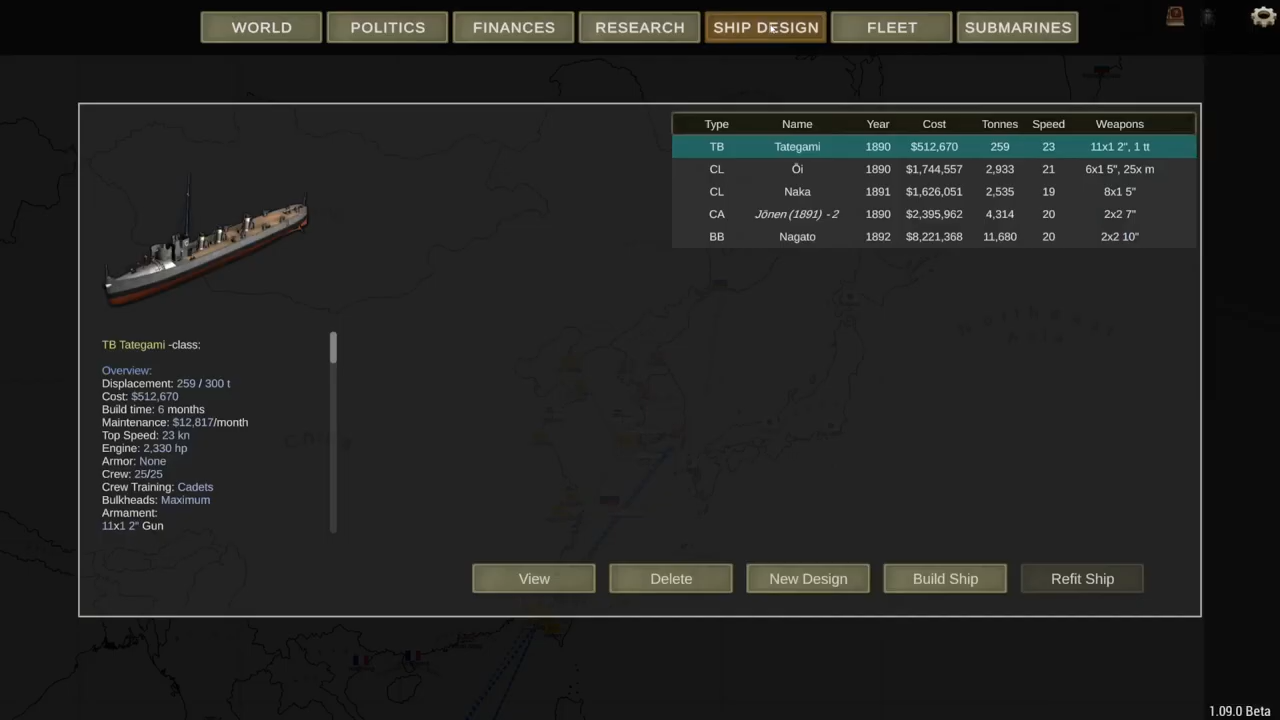 WORLD POLITICS FINANCES RESEARCH SHIP DESIGN FLEET SUBMARINES
Type Name Year Cost Tonnes Speed Weapons
TB Tategami 1890 $512,670 259 23 11x1 2", 1 tt
CL Ōi 1890 $1,744,557 2,933 21 6x1 5", 25x m
CL Naka 1891 $1,626,051 2,535 19 8x1 5"
CA Jōnen (1891) - 2 1890 $2,395,962 4,314 20 2x2 7"
BB Nagato 1892 $8,221,368 11,680 20 2x2 10"
TB Tategami -class:
Overview:
Displacement: 259 / 300 t
Cost: $512,670
Build time: 6 months
Maintenance: $12,817/month
Top Speed: 23 kn
Engine: 2,330 hp
Armor: None
Crew: 25/25
Crew Training: Cadets
Bulkheads: Maximum
Armament:
11x1 2" Gun
View Delete New Design Build Ship Refit Ship
1.09.0 Beta